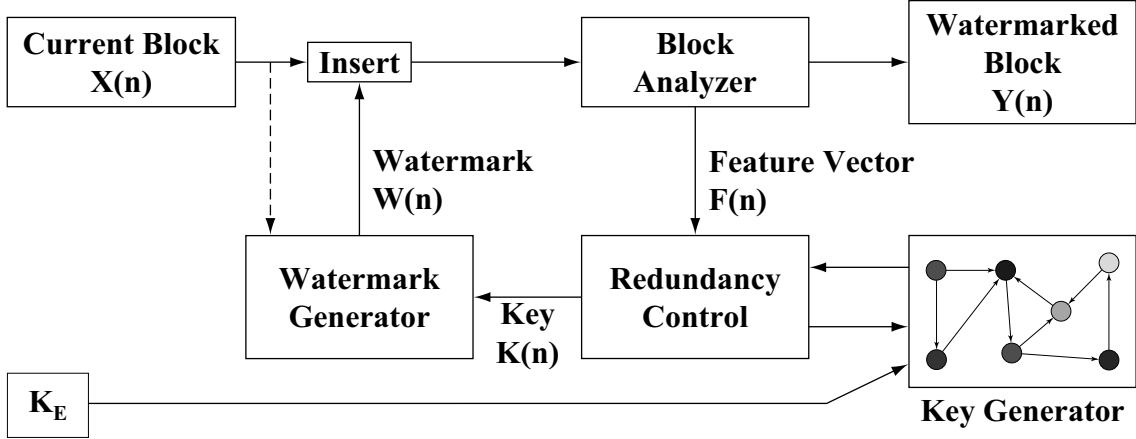 Current Block
X(n)
Insert
Block
Analyzer
Watermarked
Block
Y(n)
Watermark
W(n)
Feature Vector
F(n)
Watermark
Generator
Key
K(n)
Redundancy
Control
K_E
Key Generator